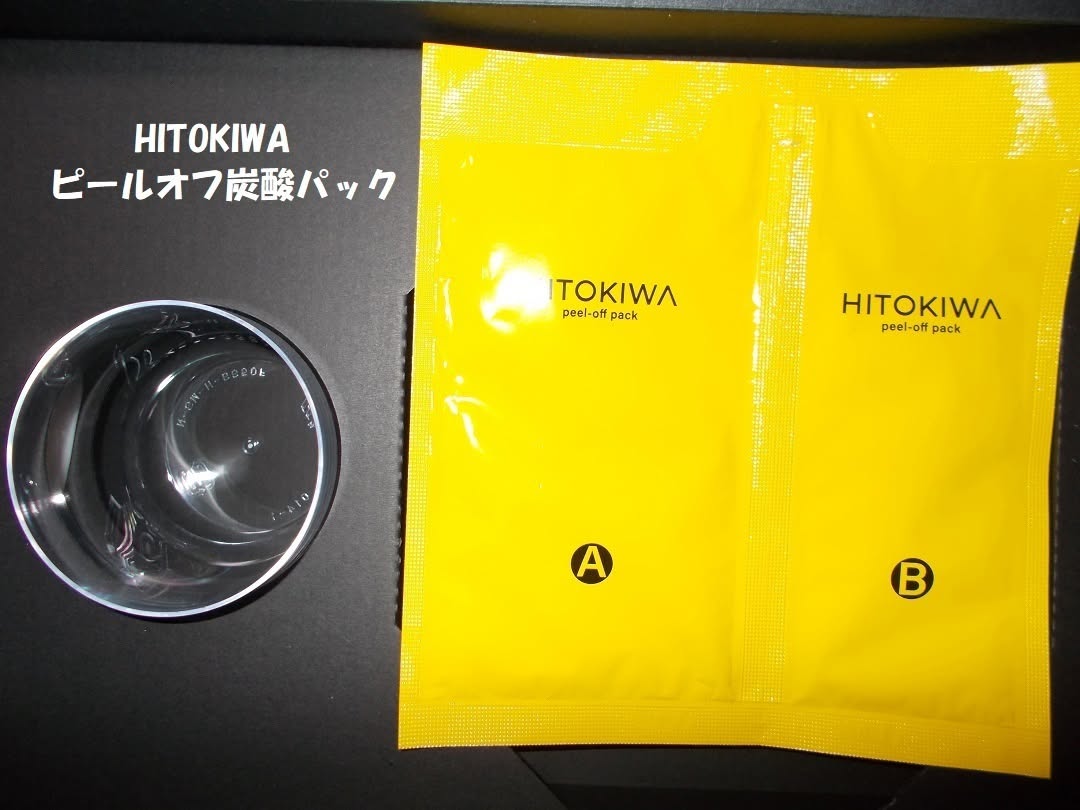 HITOKIWA
ピールオフ炭酸パック
HITOKIWA
peel-off pack
A
HITOKIWA
peel-off pack
B